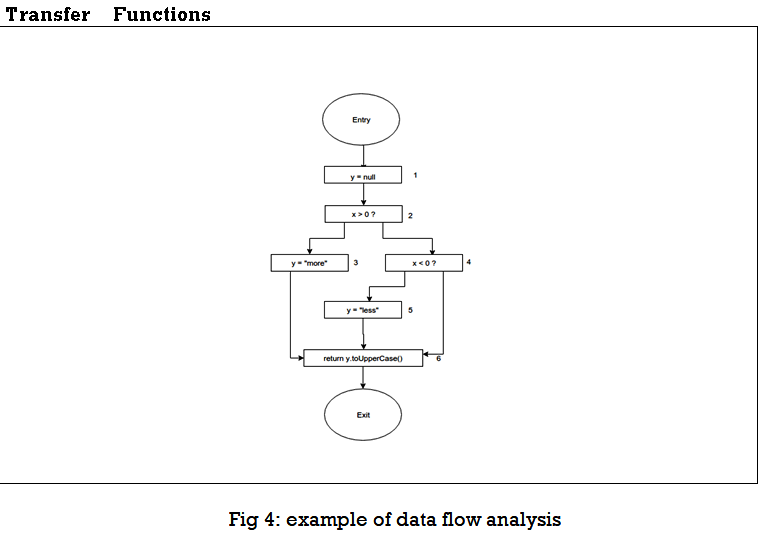 Transfer Functions
Entry
y = null 1
x > 0 ? 2
y = "more" 3 x < 0 ? 4
y = "less" 5
return y.toUpperCase() 6
Exit
Fig 4: example of data flow analysis